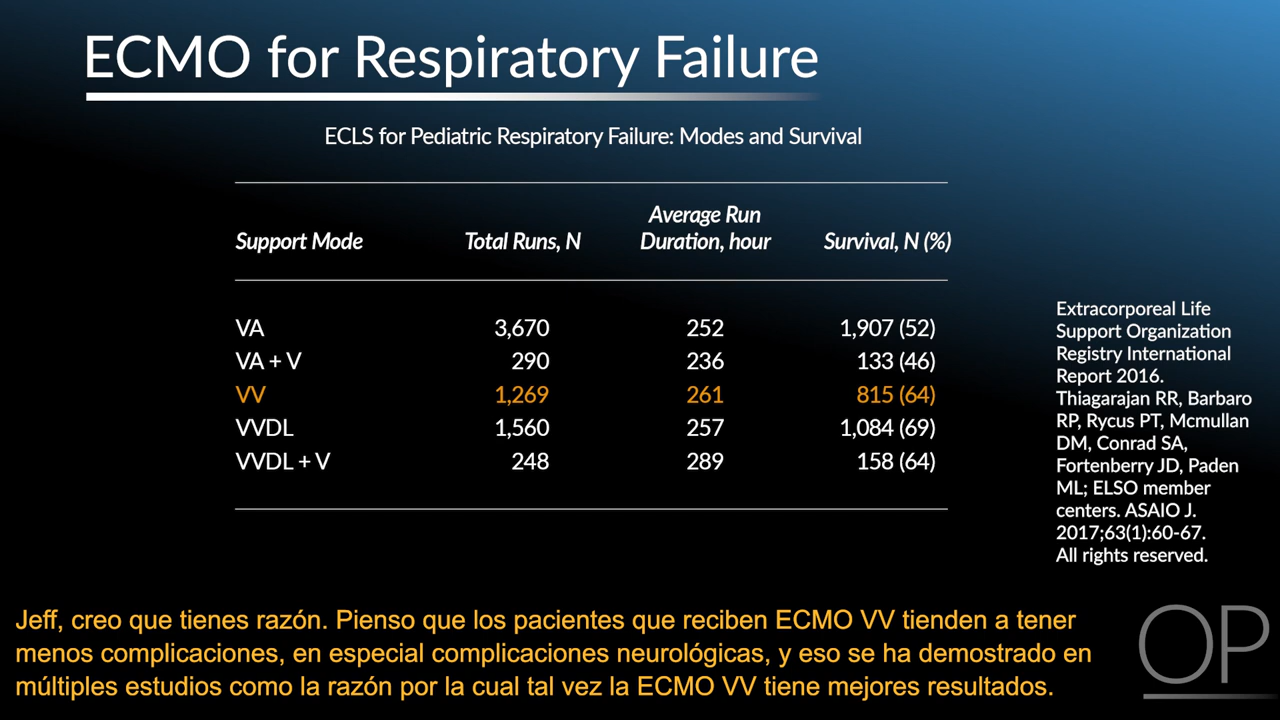 ECMO for Respiratory Failure
ECLS for Pediatric Respiratory Failure: Modes and Survival
Support Mode Total Runs, N Average Run Duration, hour Survival, N (%)
VA 3,670 252 1,907 (52)
VA + V 290 236 133 (46)
VV 1,269 261 815 (64)
VVDL 1,560 257 1,084 (69)
VVDL + V 248 289 158 (64)
Extracorporeal Life
Support Organization
Registry International
Report 2016.
Thiagarajan RR, Barbaro
RP, Rycus PT, Mcmullan
DM, Conrad SA,
Fortenberry JD, Paden
ML; ELSO member
centers. ASAIO J.
2017;63(1):60-67.
All rights reserved.
Jeff, creo que tienes razón. Pienso que los pacientes que reciben ECMO VV tienden a tener
menos complicaciones, en especial complicaciones neurológicas, y eso se ha demostrado en
múltiples estudios como la razón por la cual tal vez la ECMO VV tiene mejores resultados.
OP